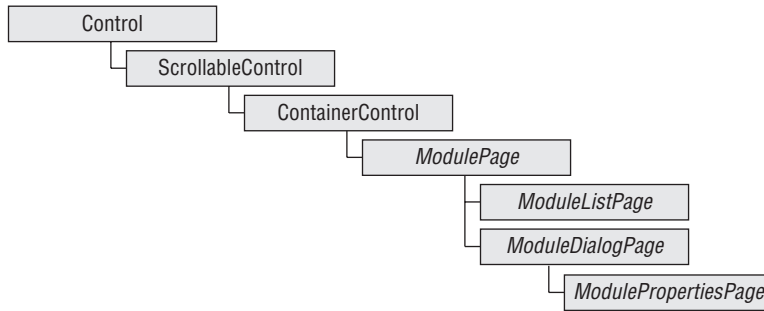 Control
ScrollableControl
ContainerControl
ModulePage
ModuleListPage
ModuleDialogPage
ModulePropertiesPage